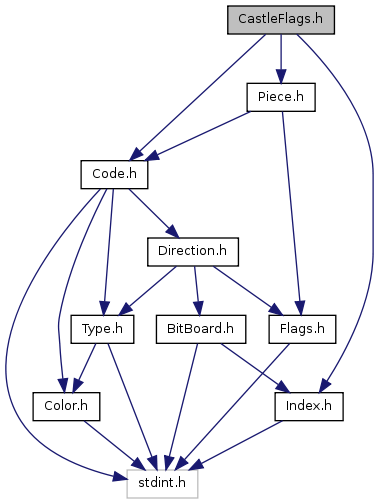 CastleFlags.h
Piece.h
Code.h
Direction.h
Type.h
BitBoard.h
Flags.h
Color.h
Index.h
stdint.h